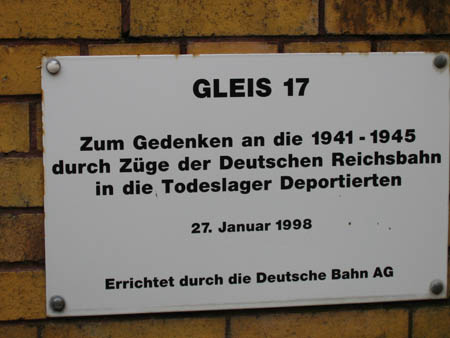 GLEIS 17
Zum Gedenken an die 1941 - 1945
durch Züge der Deutschen Reichsbahn
in die Todeslager Deportierten
27. Januar 1998
Errichtet durch die Deutsche Bahn AG